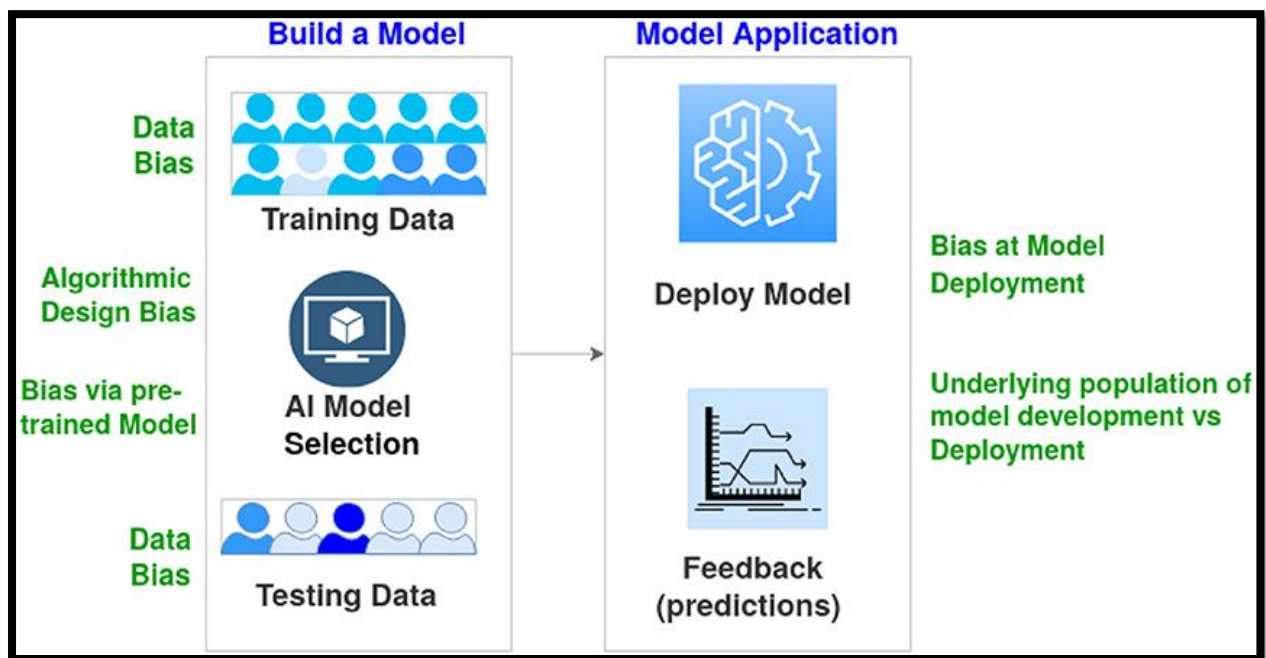 Build a Model
Model Application
Data
Bias
Training Data
Algorithmic
Design Bias
Bias via pre-
trained Model
AI Model
Selection
Data
Bias
Testing Data
Deploy Model
Bias at Model
Deployment
Underlying population of
model development vs
Deployment
Feedback
(predictions)